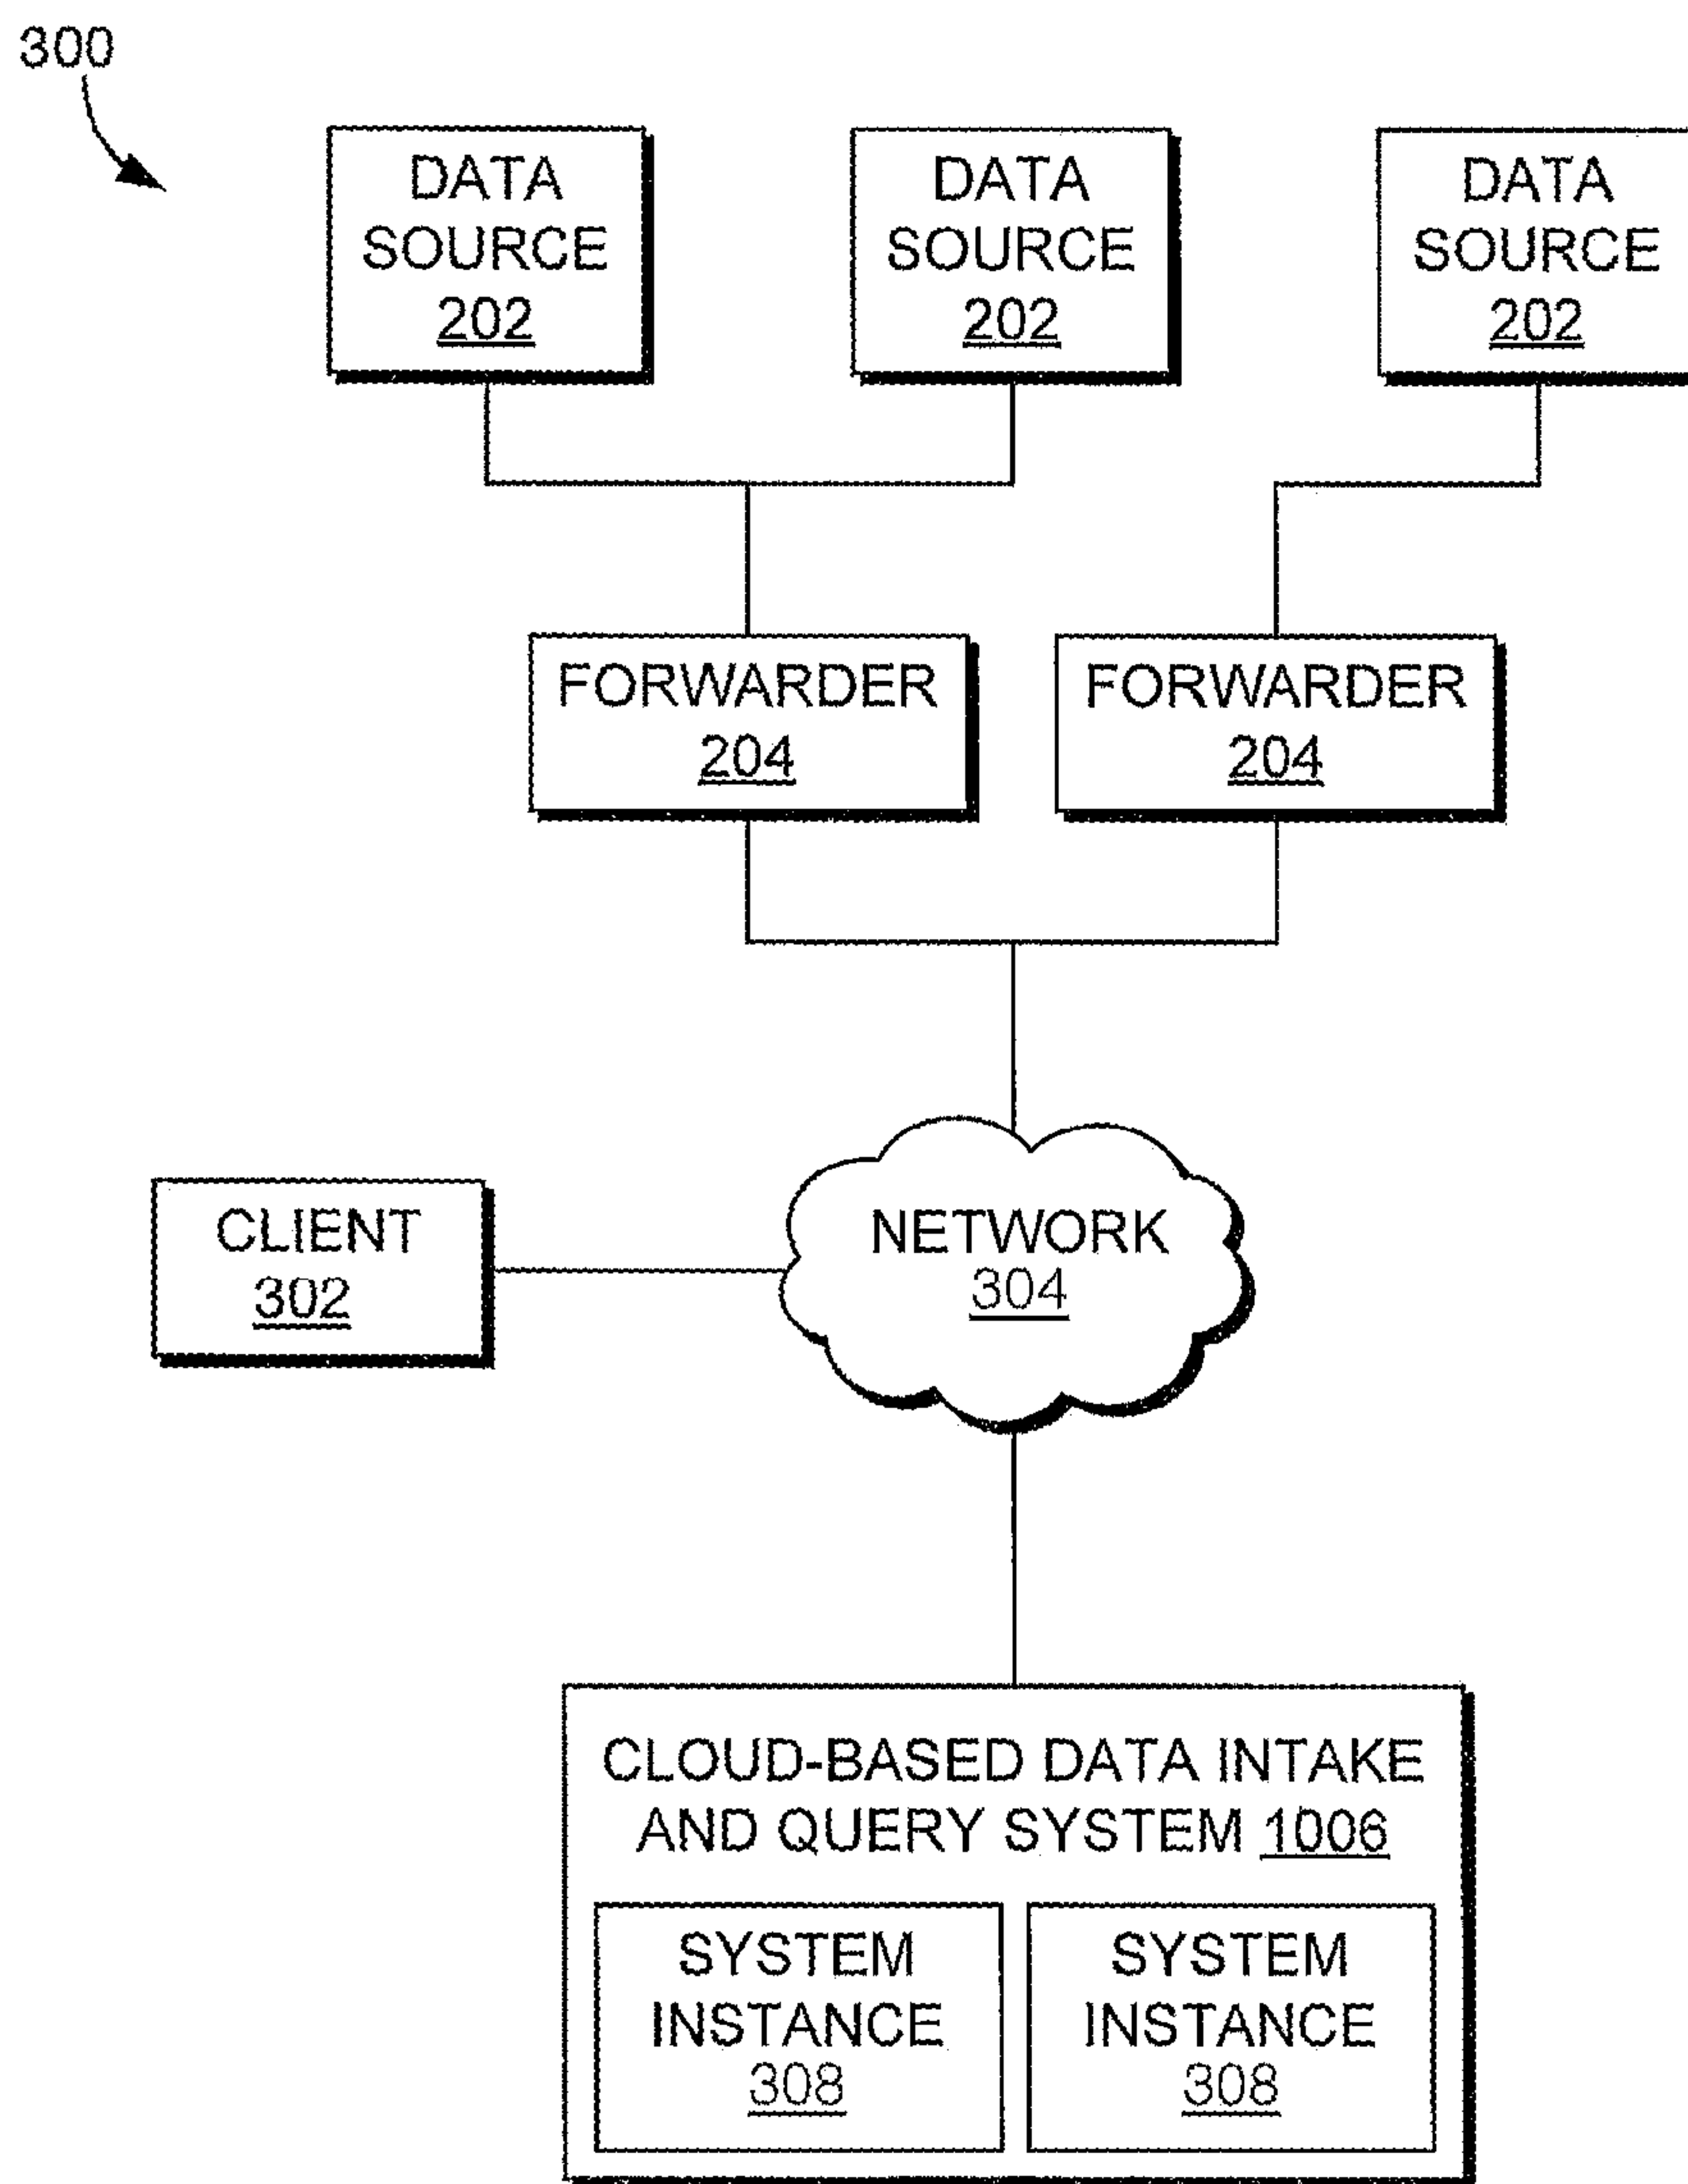 300
DATA
SOURCE
202
DATA
SOURCE
202
DATA
SOURCE
202
FORWARDER
204
FORWARDER
204
CLIENT
302
NETWORK
304
CLOUD-BASED DATA INTAKE
AND QUERY SYSTEM 1006
SYSTEM
INSTANCE
308
SYSTEM
INSTANCE
308